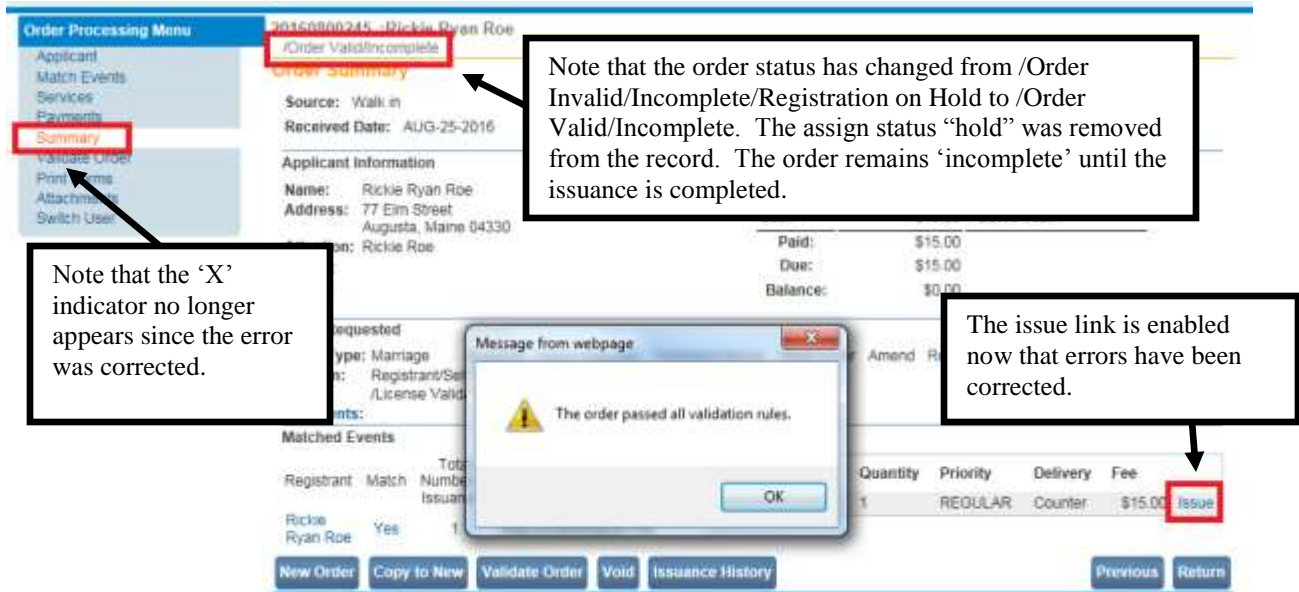 Order Processing Menu
Applicant
Match Events
Services
Payments
Summary
Validate Order
Print Forms
Attachments
Switch User
20160800245 :Rickie Ryan Roe
/Order Valid/Incomplete
Order Summary
Source: Walk in
Received Date: AUG-25-2016
Applicant Information
Name: Rickie Ryan Roe
Address: 77 Elm Street
Augusta, Maine 04330
Rickie Roe
Note that the order status has changed from /Order
Invalid/Incomplete/Registration on Hold to /Order
Valid/Incomplete. The assign status “hold” was removed
from the record. The order remains ‘incomplete’ until the
issuance is completed.
Paid: $15.00
Due: $15.00
Balance: $0.00
Note that the ‘X’
indicator no longer
appears since the error
was corrected.
The issue link is enabled
now that errors have been
corrected.
Marriage
Amend
Message from webpage
The order passed all validation rules.
OK
Matched Events
Registrant Match
Rickie
Ryan Roe
Yes 1
Quantity Priority Delivery Fee
1 REGULAR Counter $15.00 Issue
New Order Copy to New Validate Order Void Issuance History Previous Return